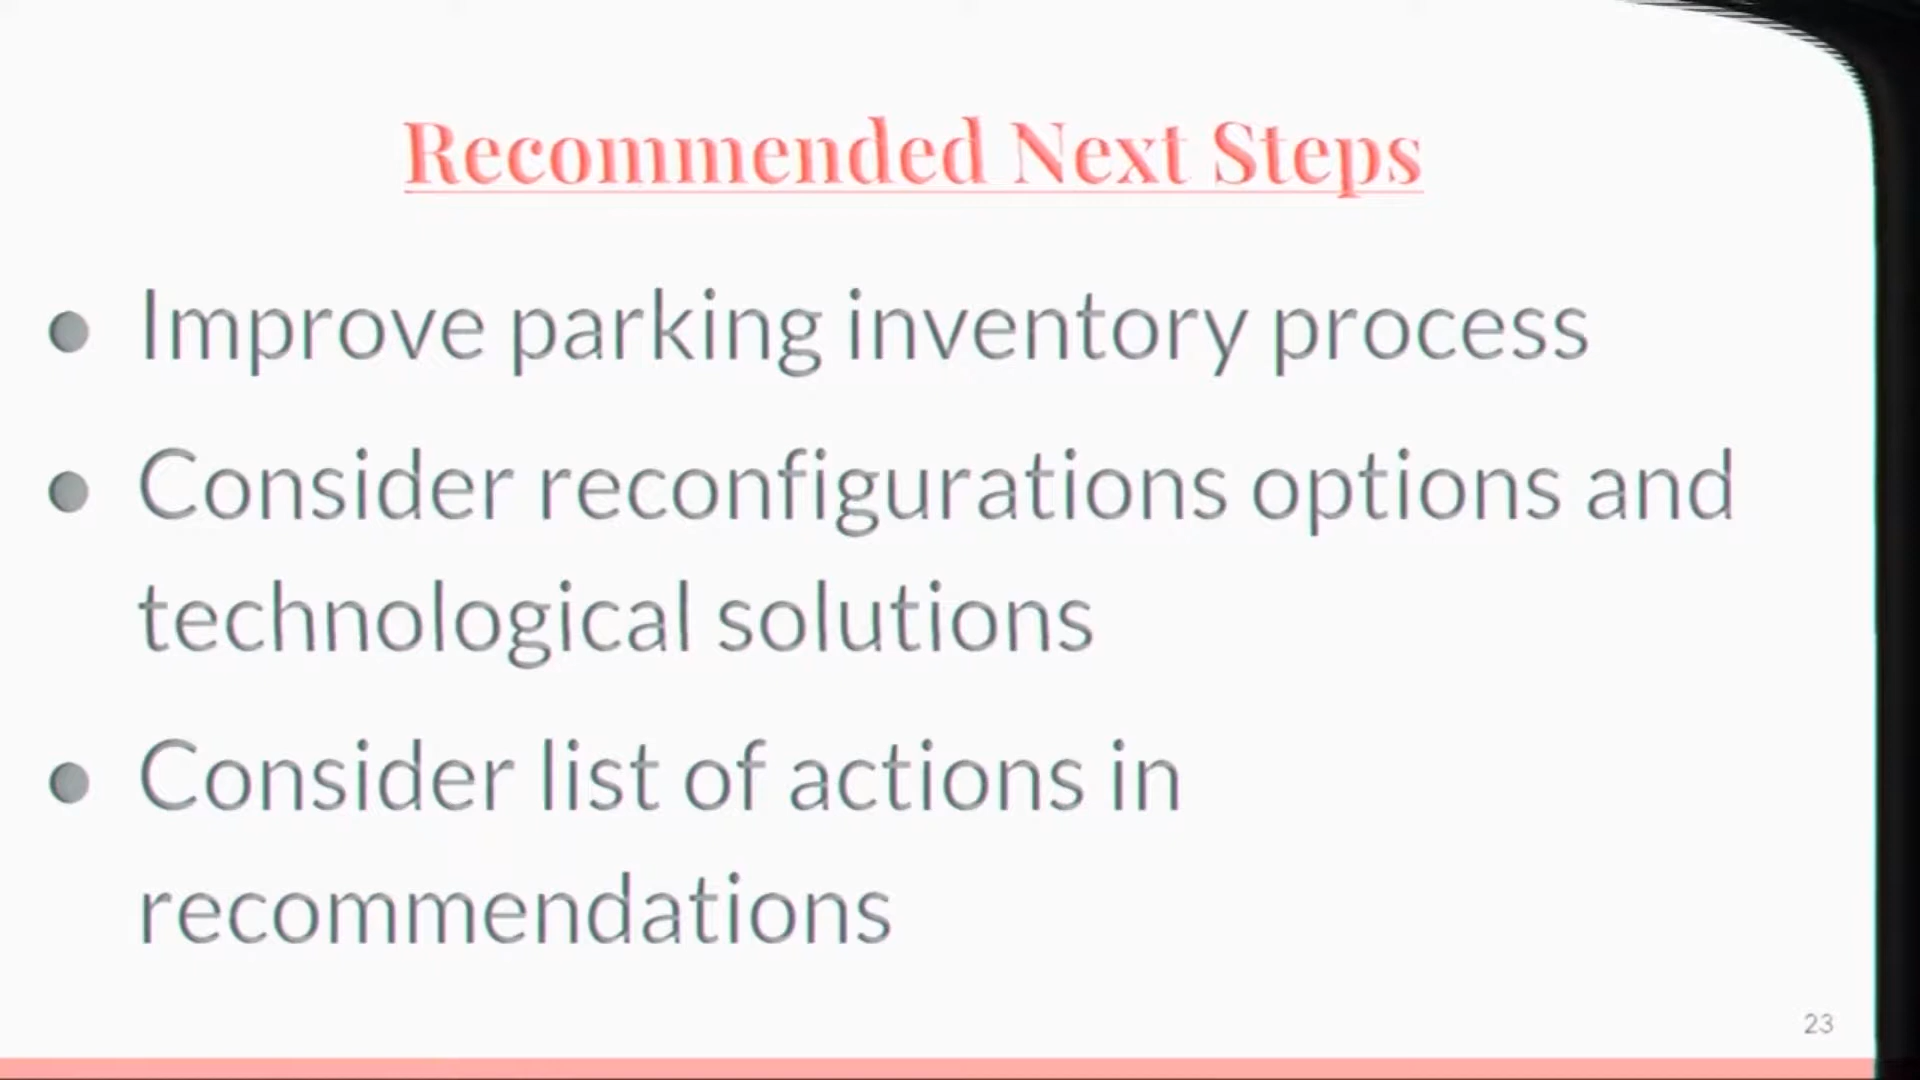 Recommended Next Steps
● Improve parking inventory process
● Consider reconfigurations options and
technological solutions
● Consider list of actions in
recommendations
23